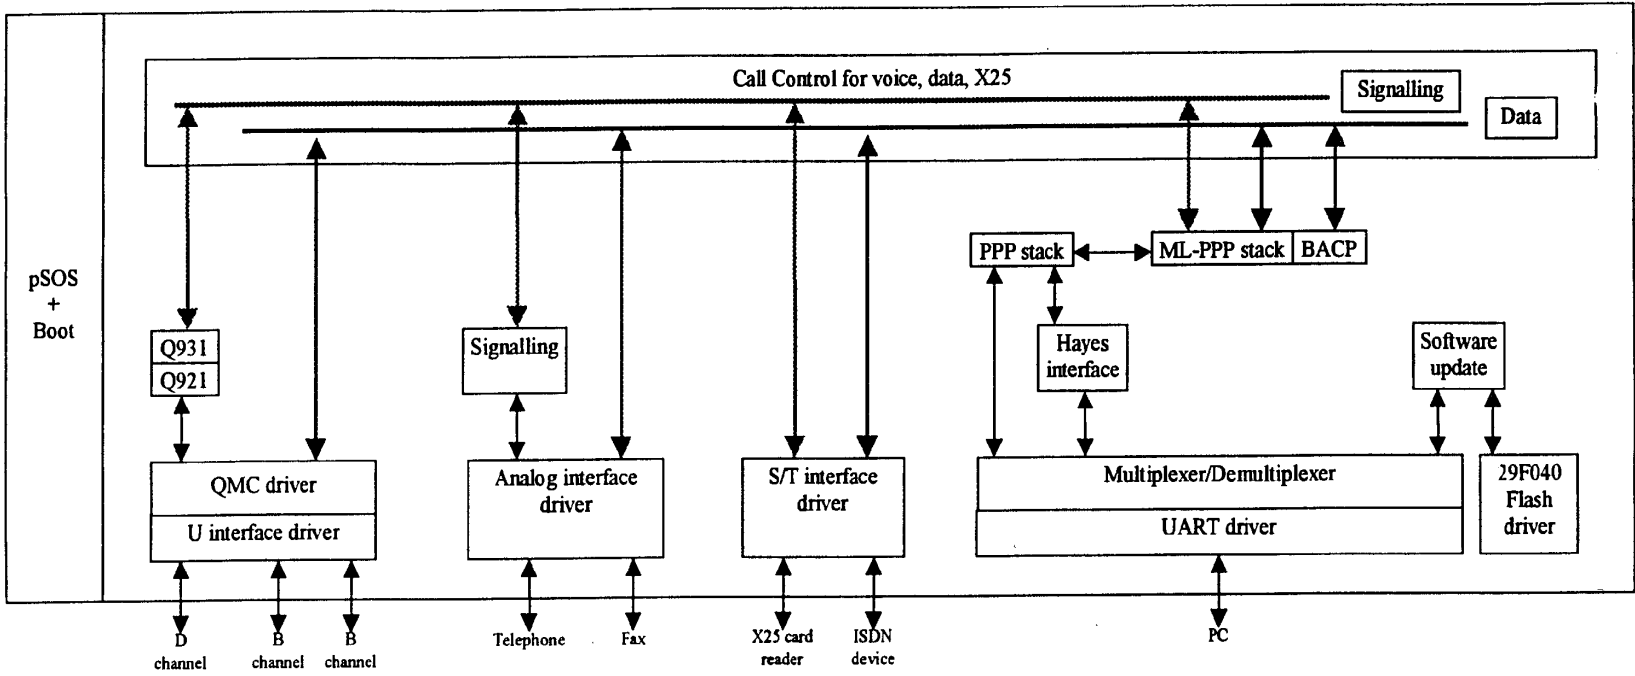 Call Control for voice, data, X25
Signalling
Data
pSOS
+
Boot
PPP stack
ML-PPP stack
BACP
Q931
Q921
Signalling
Hayes
interface
Software
update
QMC driver
U interface driver
Analog interface
driver
S/T interface
driver
Multiplexer/Demultiplexer
UART driver
29F040
Flash
driver
D
channel
B
channel
B
channel
Telephone
Fax
X25 card
reader
ISDN
device
PC